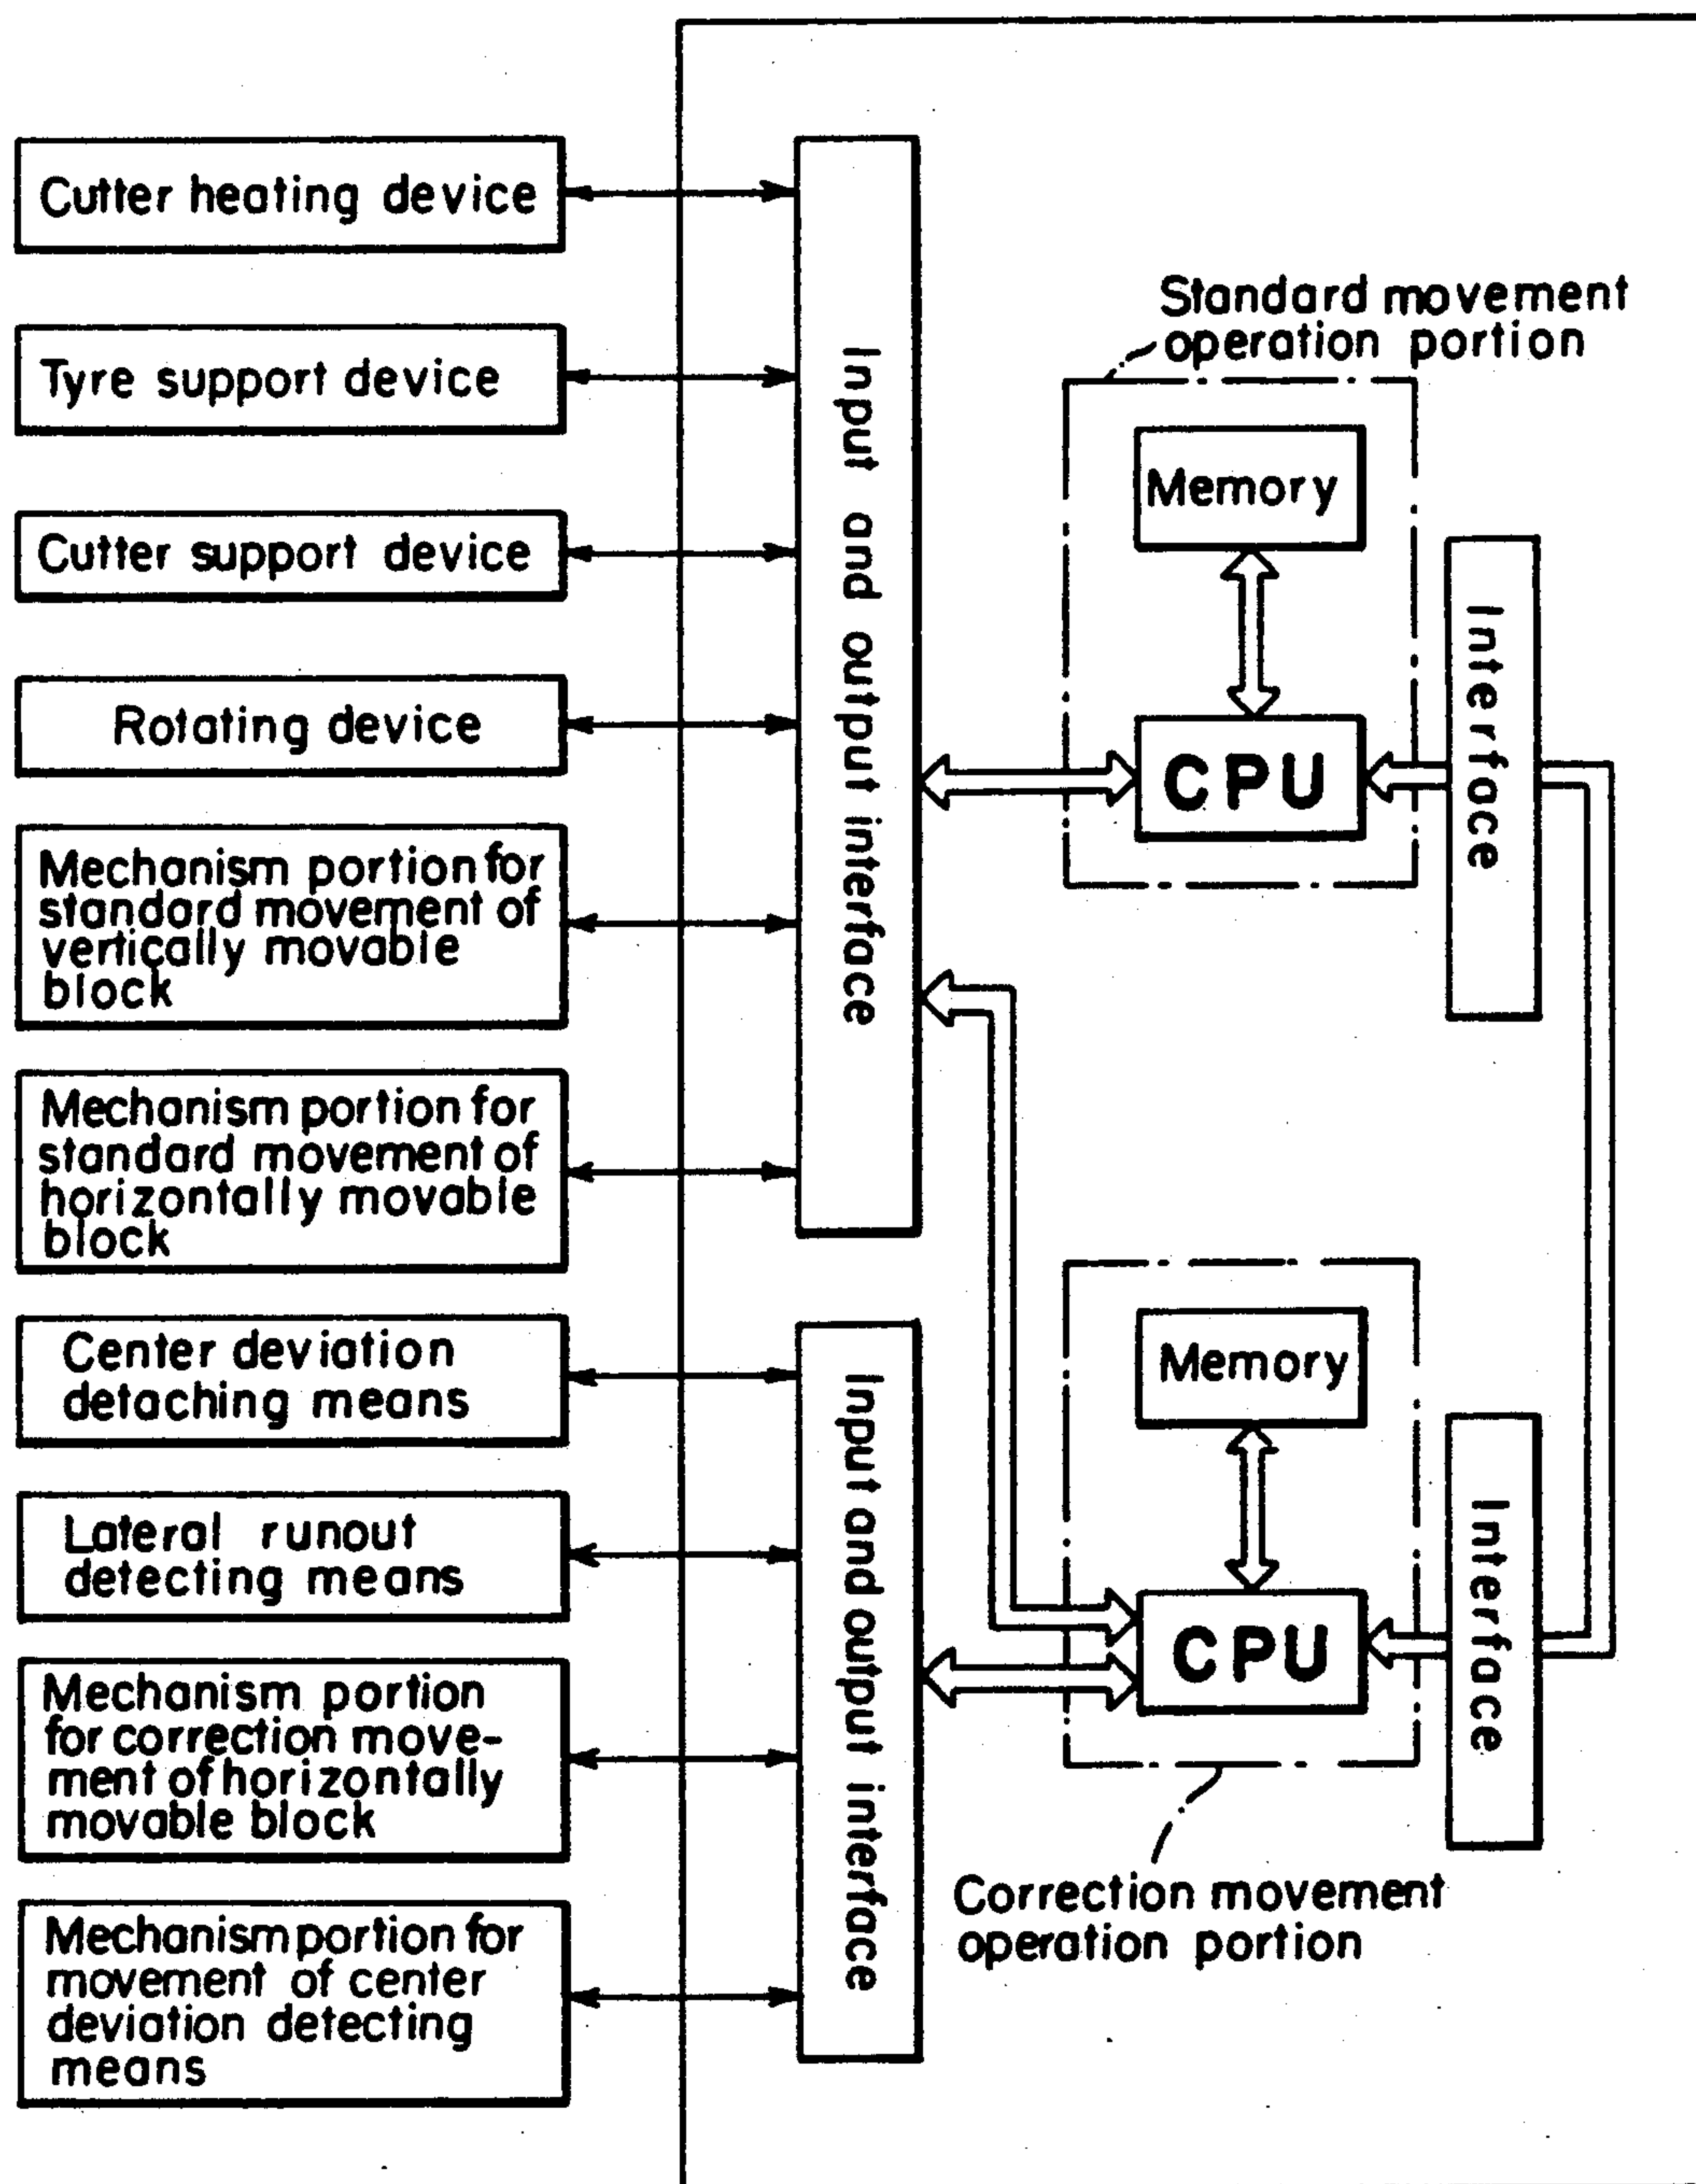 Cutter heating device
Tyre support device
Cutter support device
Rotating device
Mechanism portion for
standard movement of
vertically movable
block
Mechanism portion for
standard movement of
horizontally movable
block
Center deviation
detaching means
Lateral runout
detecting means
Mechanism portion
for correction move-
ment of horizontally
movable block
Mechanism portion for
movement of center
deviation detecting
means
Input and output interface
Input and output interface
Standard movement
operation portion
Memory
CPU
Interface
Memory
CPU
Interface
Correction movement
operation portion